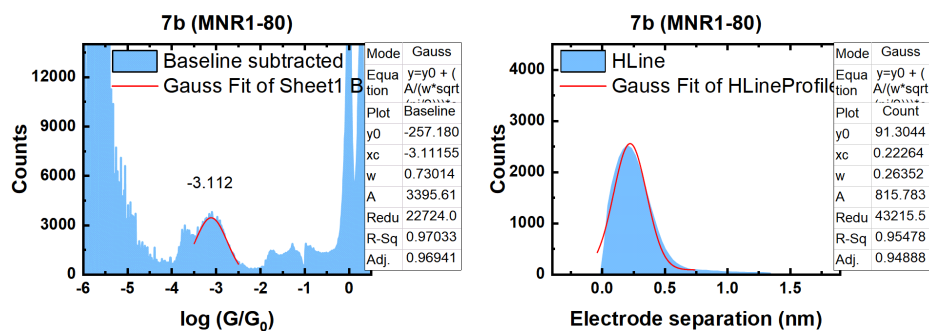 7b (MNR1-80)
Counts
12000
9000
6000
3000
0
-6
-5
-4
-3
-2
-1
0
log (G/G0)
Baseline subtracted
Gauss Fit of Sheet1 B
-3.112
Mode Gauss
Equa tion y=y0 + ( A/(w*sqrt
Plot Baseline
y0 -257.180
xc -3.11155
w 0.73014
A 3395.61
Redu 22724.0
R-Sq 0.97033
Adj. 0.96941
7b (MNR1-80)
Counts
4000
3000
2000
1000
0
0.0
0.5
1.0
1.5
Electrode separation (nm)
HLine
Gauss Fit of HLineProfile
Mode Gauss
Equa tion y=y0 + ( A/(w*sqrt
Plot Count
y0 91.3044
xc 0.22264
w 0.26352
A 815.783
Redu 43215.5
R-Sq 0.95478
Adj. 0.94888